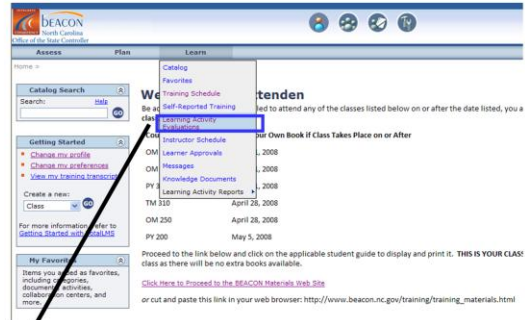 BEACON
North Carolina
Office of the State Controller
Assess Plan Learn
Home >
Catalog Search
Search: Help
GO
Getting Started
Change my profile
Change my preferences
View my training transcript
Create a new:
Class GO
For more information, refer to
Getting Started with TotalLMS
My Favorites
Items you added as favorites,
including categories,
documents, activities,
collaboration centers, and
more.
Catalog
Favorites
Training Schedule
Self-Reported Training
Learning Activity
Evaluations
Instructor Schedule
Learner Approvals
Messages
Knowledge Documents
Learning Activity Reports
We ttenden
Be ad led to attend any of the classes listed below on or after the date listed, you a
clas
Cou our Own Book if Class Takes Place on or After
OM , 2008
OM , 2008
PY 3 , 2008
TM 310 April 28, 2008
OM 250 April 28, 2008
PY 200 May 5, 2008
Proceed to the link below and click on the applicable student guide to display and print it. THIS IS YOUR CLASS
class as there will be no extra books available.
Click Here to Proceed to the BEACON Materials Web Site
or cut and paste this link in your web browser: http://www.beacon.nc.gov/training/training_materials.html